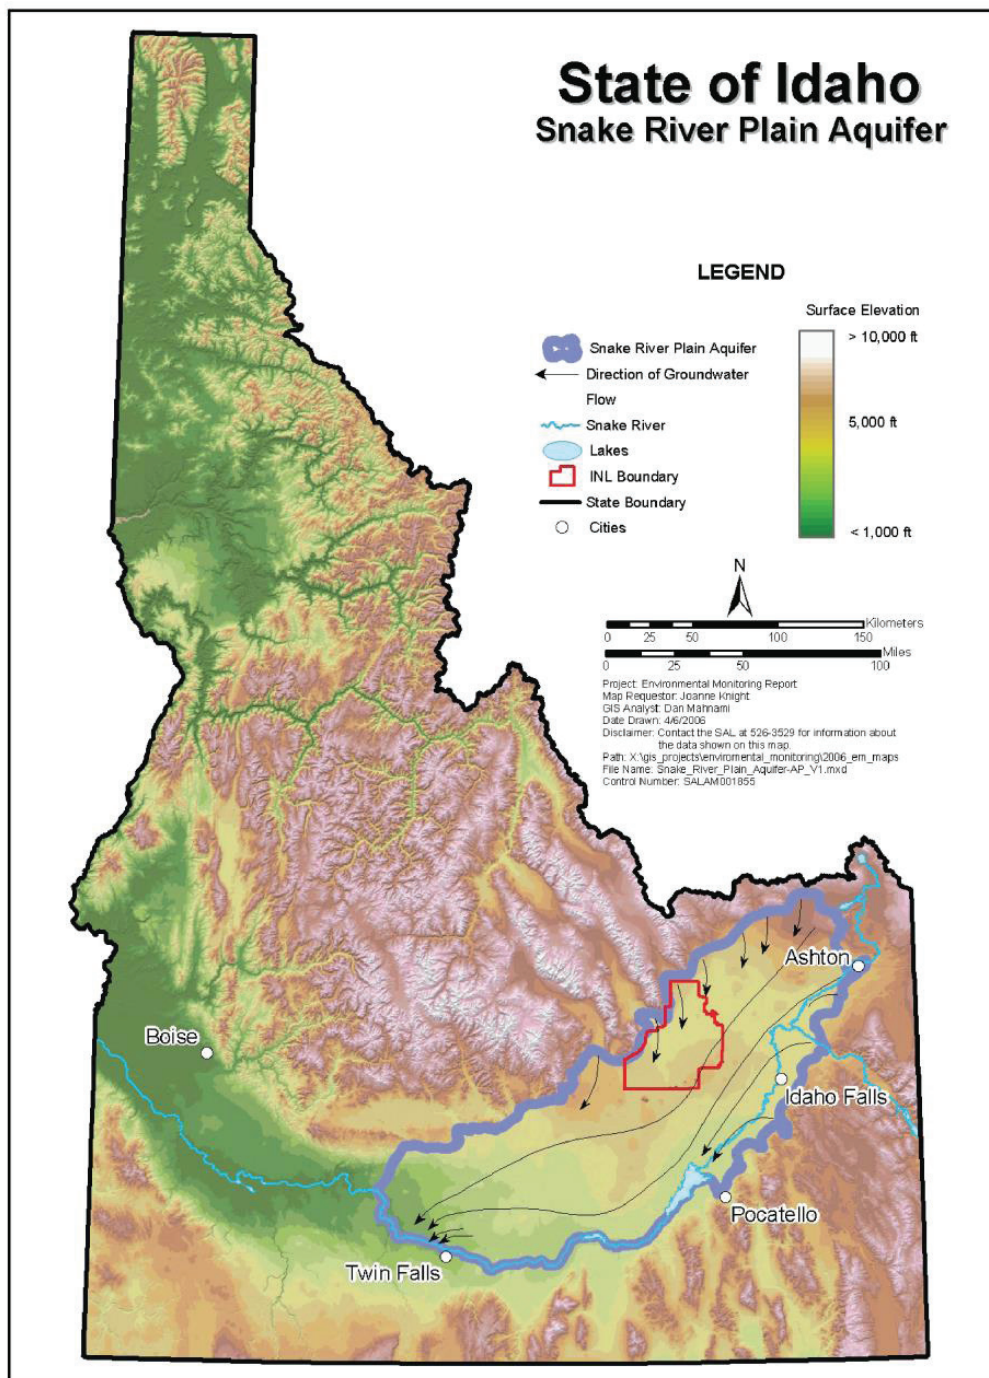 State of Idaho
Snake River Plain Aquifer
LEGEND
Surface Elevation
> 10,000 ft
5,000 ft
< 1,000 ft
Snake River Plain Aquifer
Direction of Groundwater
Flow
Snake River
Lakes
INL Boundary
State Boundary
Cities
N
Kilometers
0 25 50 100 150
Miles
0 25 50 100
Project: Environmental Monitoring Report
Map Requestor: Joanne Knight
GIS Analyst: Dan Mahnami
Date Drawn: 4/6/2006
Disclaimer: Contact the SAL at 526-3529 for information about
the data shown on this map.
Path: X:\gis_projects\enviromental_monitoring\2006_em_maps
File Name: Snake_River_Plain_Aquifer-AP_V1.mxd
Control Number: SALAM001855
Ashton
Boise
Idaho Falls
Pocatello
Twin Falls